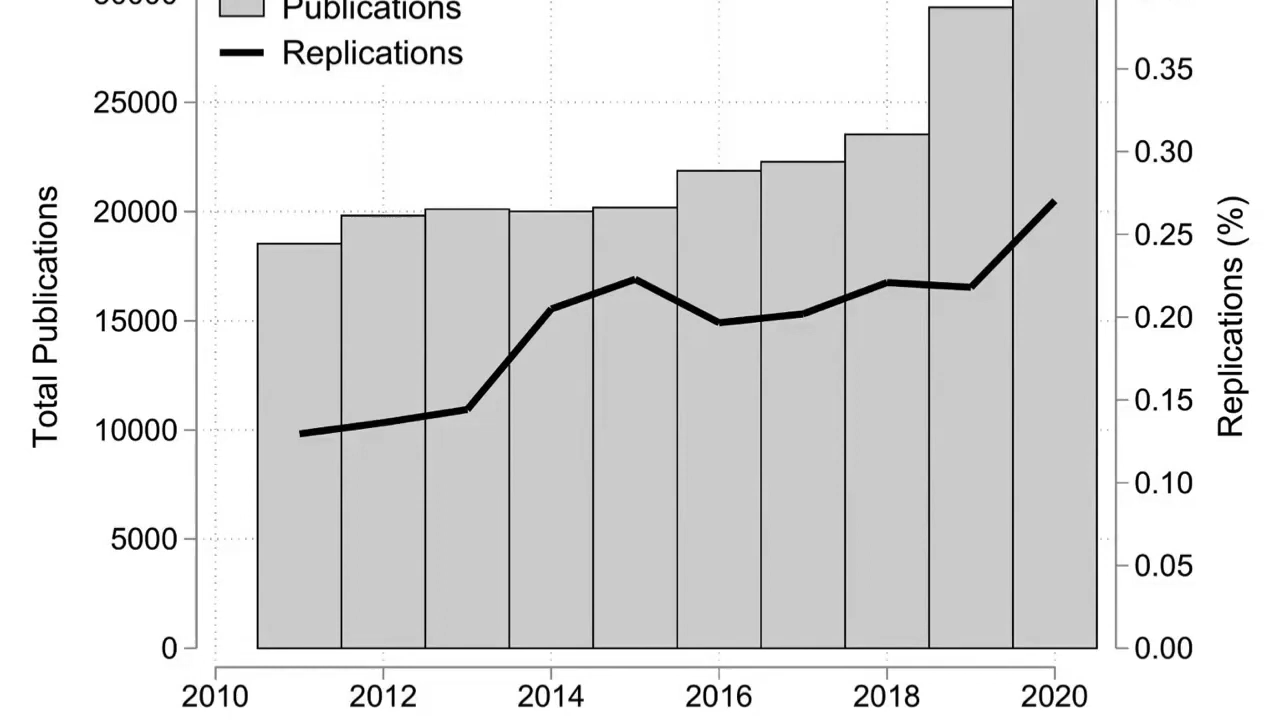 Publications
Replications
25000
20000
15000
10000
5000
0
Total Publications
0.35
0.30
0.25
0.20
0.15
0.10
0.05
0.00
Replications (%)
2010 2012 2014 2016 2018 2020